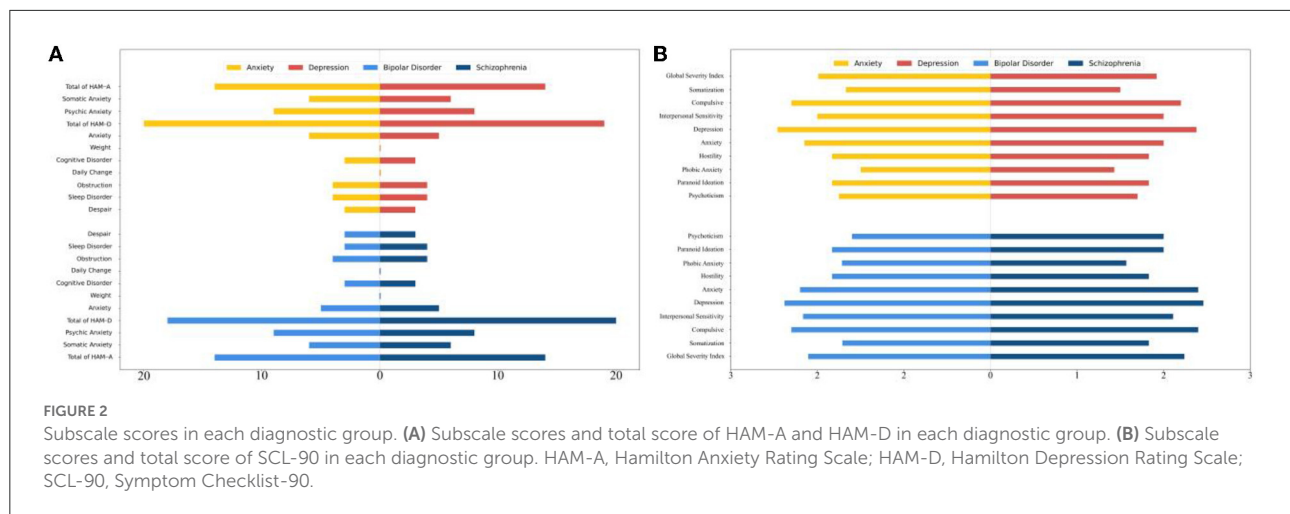 A
Anxiety Depression Bipolar Disorder Schizophrenia
Total of HAM-A
Somatic Anxiety
Psychic Anxiety
Total of HAM-D
Anxiety
Weight
Cognitive Disorder
Daily Change
Obstruction
Sleep Disorder
Despair
Despair
Sleep Disorder
Obstruction
Daily Change
Cognitive Disorder
Weight
Anxiety
Total of HAM-D
Psychic Anxiety
Somatic Anxiety
Total of HAM-A
20 10 0 10 20
B
Anxiety Depression Bipolar Disorder Schizophrenia
Global Severity Index
Somatization
Compulsive
Interpersonal Sensitivity
Depression
Anxiety
Hostility
Phobic Anxiety
Paranoid Ideation
Psychoticism
Psychoticism
Paranoid Ideation
Phobic Anxiety
Hostility
Anxiety
Depression
Interpersonal Sensitivity
Compulsive
Somatization
Global Severity Index
3 2 2 0 1 2 3
FIGURE 2
Subscale scores in each diagnostic group. (A) Subscale scores and total score of HAM-A and HAM-D in each diagnostic group. (B) Subscale
scores and total score of SCL-90 in each diagnostic group. HAM-A, Hamilton Anxiety Rating Scale; HAM-D, Hamilton Depression Rating Scale;
SCL-90, Symptom Checklist-90.